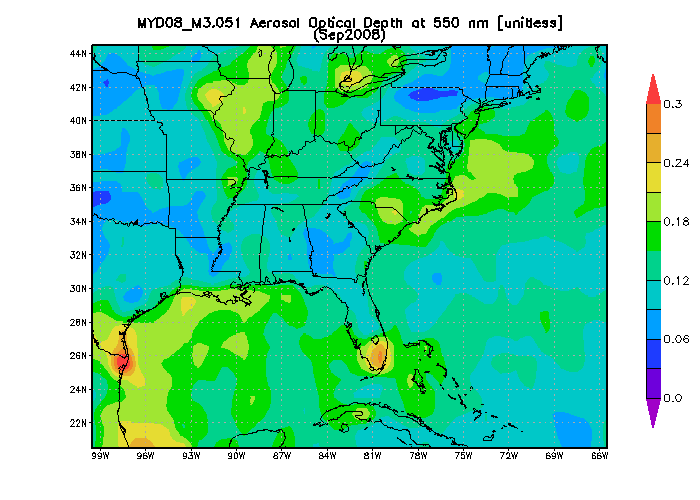 MYD08_M3.051 Aerosol Optical Depth at 550 nm [unitless]
(Sep2008)
44N
42N
40N
38N
36N
34N
32N
30N
28N
26N
24N
22N
99W 96W 93W 90W 87W 84W 81W 78W 75W 72W 69W 66W
0.3
0.24
0.18
0.12
0.06
0.0